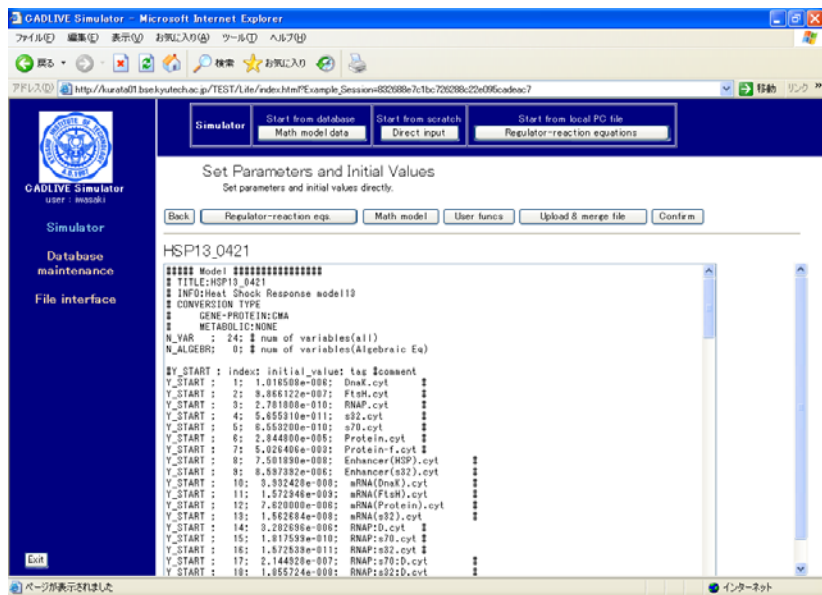 CADLIVE Simulator - Microsoft Internet Explorer
ファイル(F) 編集(E) 表示(V) お気に入り(A) ツール(T) ヘルプ(H)
戻る 検索 お気に入り
アドレス(D) http://kurata01.bse.kyutech.ac.jp/TEST/Life/index.html?Example_Session=832688e7c1bc726288c22e095cadeac7 移動 リンク »
Simulator
Start from database
Math model data
Start from scratch
Direct input
Start from local PC file
Regulator-reaction equations
CADLIVE Simulator
user : iwasaki
Simulator
Database
maintenance
File interface
Exit
Set Parameters and Initial Values
Set parameters and initial values directly.
Back Regulator-reaction eqs. Math model User funcs Upload & merge file Confirm
HSP13_0421
##### Model ################
# TITLE:HSP13_0421
# INFO:Heat Shock Response model13
# CONVERSION TYPE
# GENE-PROTEIN:CMA
# METABOLIC:NONE
N_VAR : 24; # num of variables(all)
N_ALGEBR; 0; # num of variables(Algebraic Eq)
#Y_START : index: initial_value: tag #comment
Y_START : 1; 1.016508e-006; DnaK.cyt #
Y_START : 2; 9.866122e-007; FtsH.cyt #
Y_START : 3; 2.781808e-010; RNAP.cyt #
Y_START : 4; 5.655310e-011; s32.cyt #
Y_START : 5; 6.553200e-010; s70.cyt #
Y_START : 6; 2.844800e-005; Protein.cyt #
Y_START : 7; 5.026406e-009; Protein-f.cyt #
Y_START : 8; 7.501890e-008; Enhancer(HSP).cyt #
Y_START : 9; 8.597392e-006; Enhancer(s32).cyt #
Y_START : 10; 3.932428e-008; mRNA(DnaK).cyt #
Y_START : 11; 1.572946e-009; mRNA(FtsH).cyt #
Y_START : 12; 7.620000e-006; mRNA(Protein).cyt #
Y_START : 13; 1.562684e-008; mRNA(s32).cyt #
Y_START : 14; 3.282696e-006; RNAP:D.cyt #
Y_START : 15; 1.817599e-010; RNAP:s70.cyt #
Y_START : 16; 1.572539e-011; RNAP:s32.cyt #
Y_START : 17; 2.144928e-007; RNAP:s70:D.cyt #
Y_START : 18; 1.855724e-008; RNAP:s32:D.cyt #
ページが表示されました インターネット